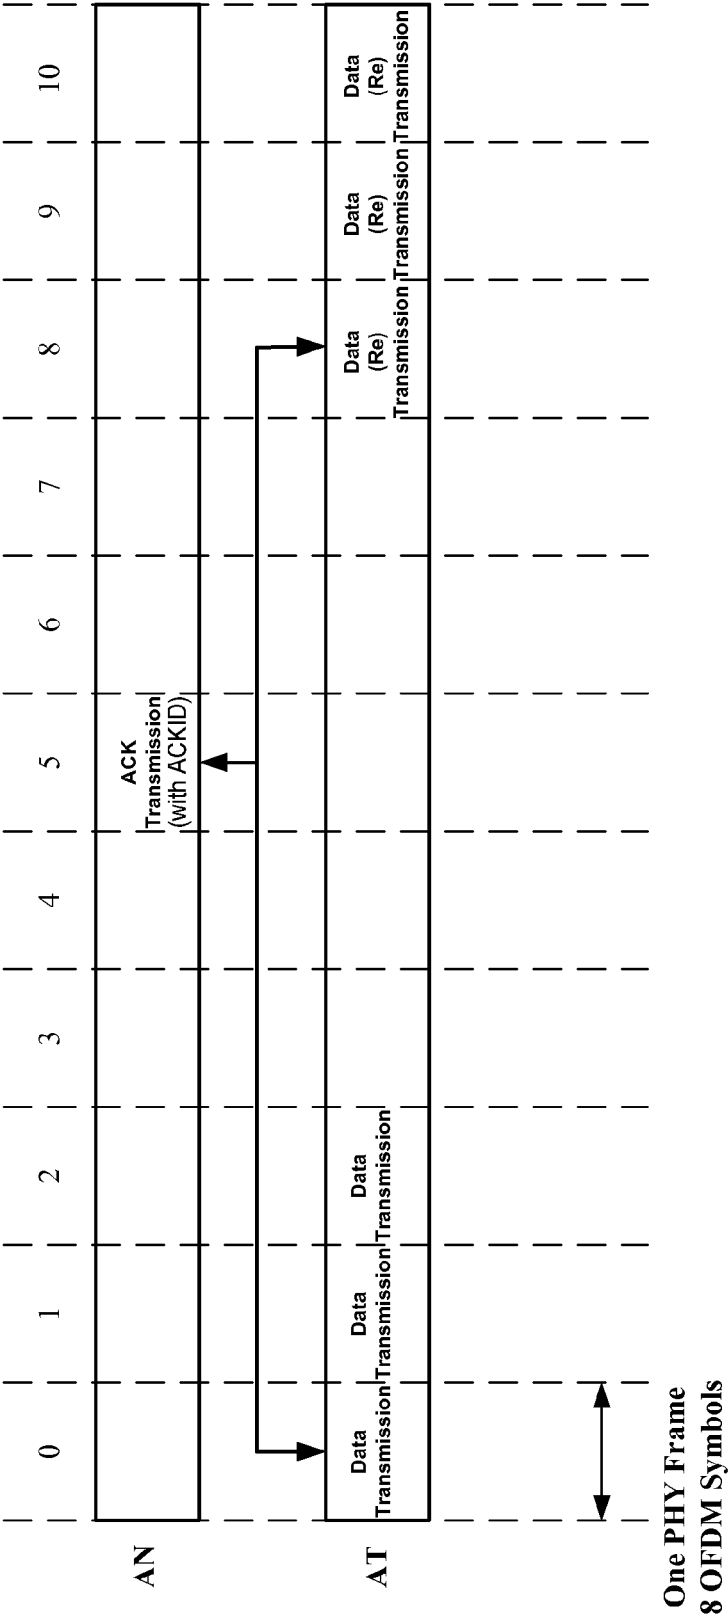 0 1 2 3 4 5 6 7 8 9 10
AN
ACK
Transmission
(with ACKID)
AT
Data
Transmission
Data
Transmission
Data
Transmission
Data
(Re)
Transmission
Data
(Re)
Transmission
Data
(Re)
Transmission
One PHY Frame
8 OFDM Symbols